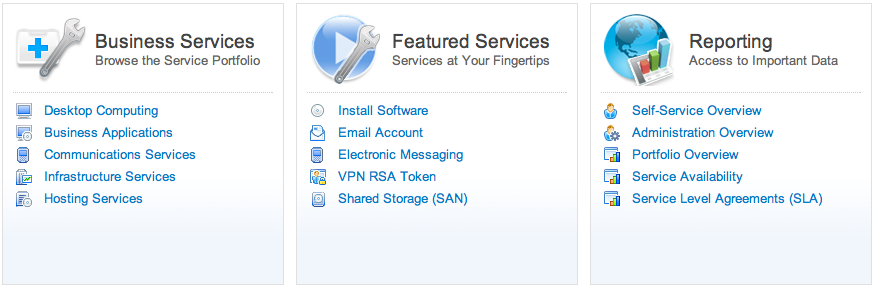 Business Services
Browse the Service Portfolio
Desktop Computing
Business Applications
Communications Services
Infrastructure Services
Hosting Services
Featured Services
Services at Your Fingertips
Install Software
Email Account
Electronic Messaging
VPN RSA Token
Shared Storage (SAN)
Reporting
Access to Important Data
Self-Service Overview
Administration Overview
Portfolio Overview
Service Availability
Service Level Agreements (SLA)